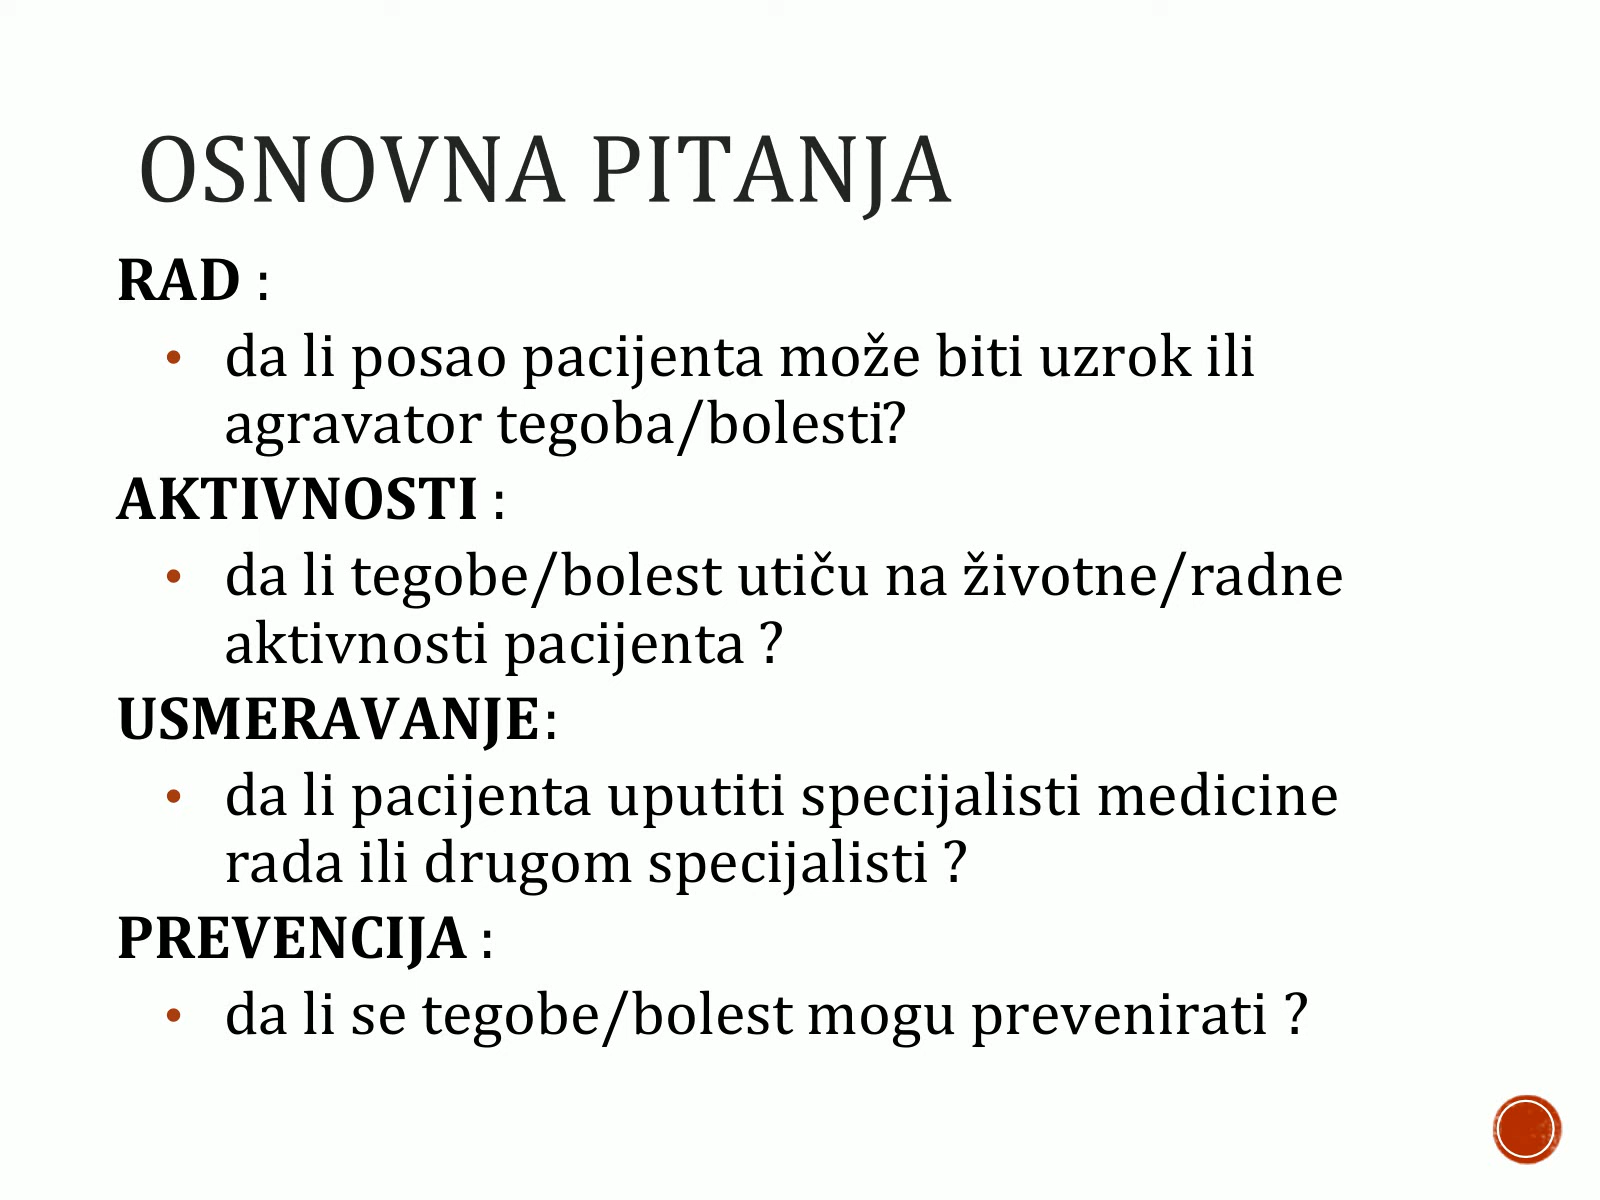 OSNOVNA PITANJA
RAD :
• da li posao pacijenta može biti uzrok ili
agravator tegoba/bolesti?
AKTIVNOSTI :
• da li tegobe/bolest utiču na životne/radne
aktivnosti pacijenta ?
USMERAVANJE:
• da li pacijenta uputiti specijalisti medicine
rada ili drugom specijalisti ?
PREVENCIJA :
• da li se tegobe/bolest mogu prevenirati ?